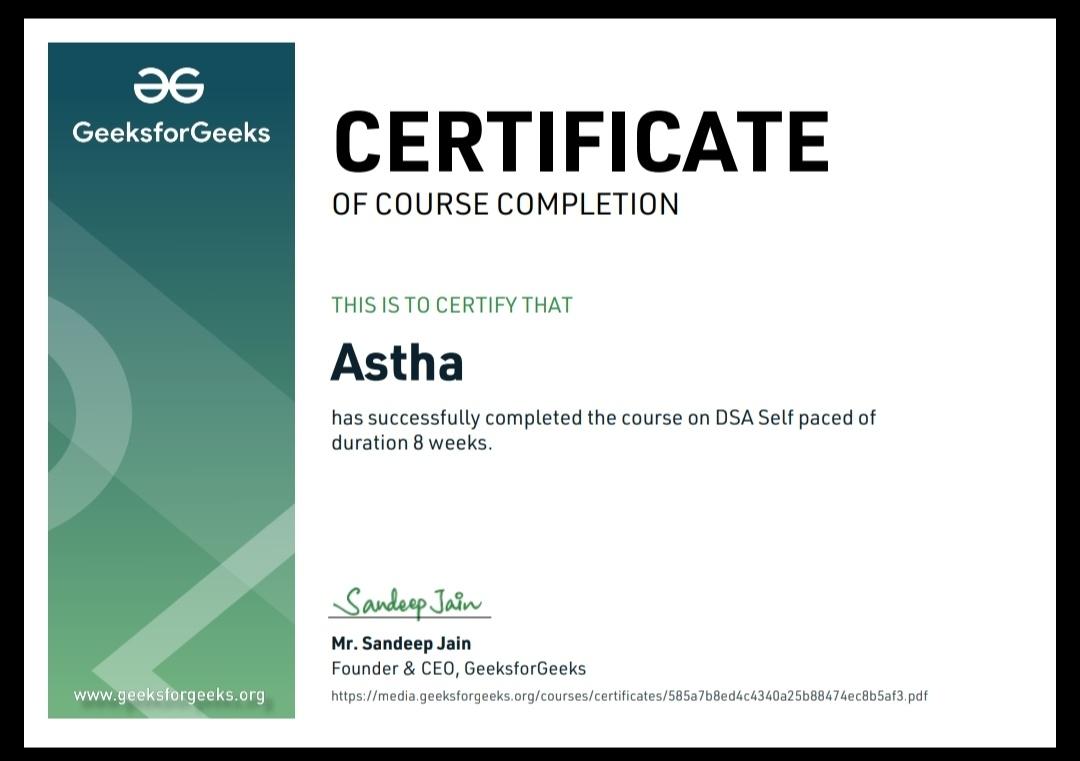 GeeksforGeeks
CERTIFICATE
OF COURSE COMPLETION
THIS IS TO CERTIFY THAT
Astha
has successfully completed the course on DSA Self paced of
duration 8 weeks.
Sandeep Jain
Mr. Sandeep Jain
Founder & CEO, GeeksforGeeks
www.geeksforgeeks.org
https://media.geeksforgeeks.org/courses/certificates/585a7b8ed4c4340a25b88474ec8b5af3.pdf